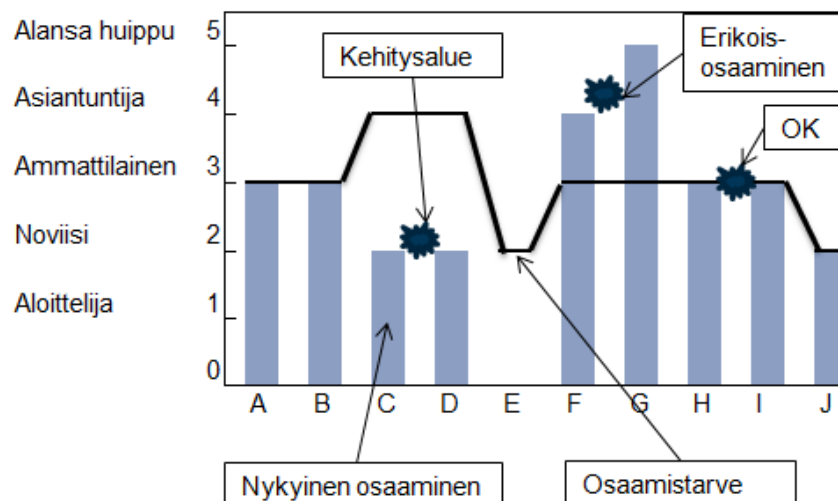 Alansa huippu 5
Asiantuntija 4
Ammattilainen 3
Noviisi 2
Aloittelija 1
0
Kehitysalue
Erikois-
osaaminen
OK
A B C D E F G H I J
Nykyinen osaaminen
Osaamistarve